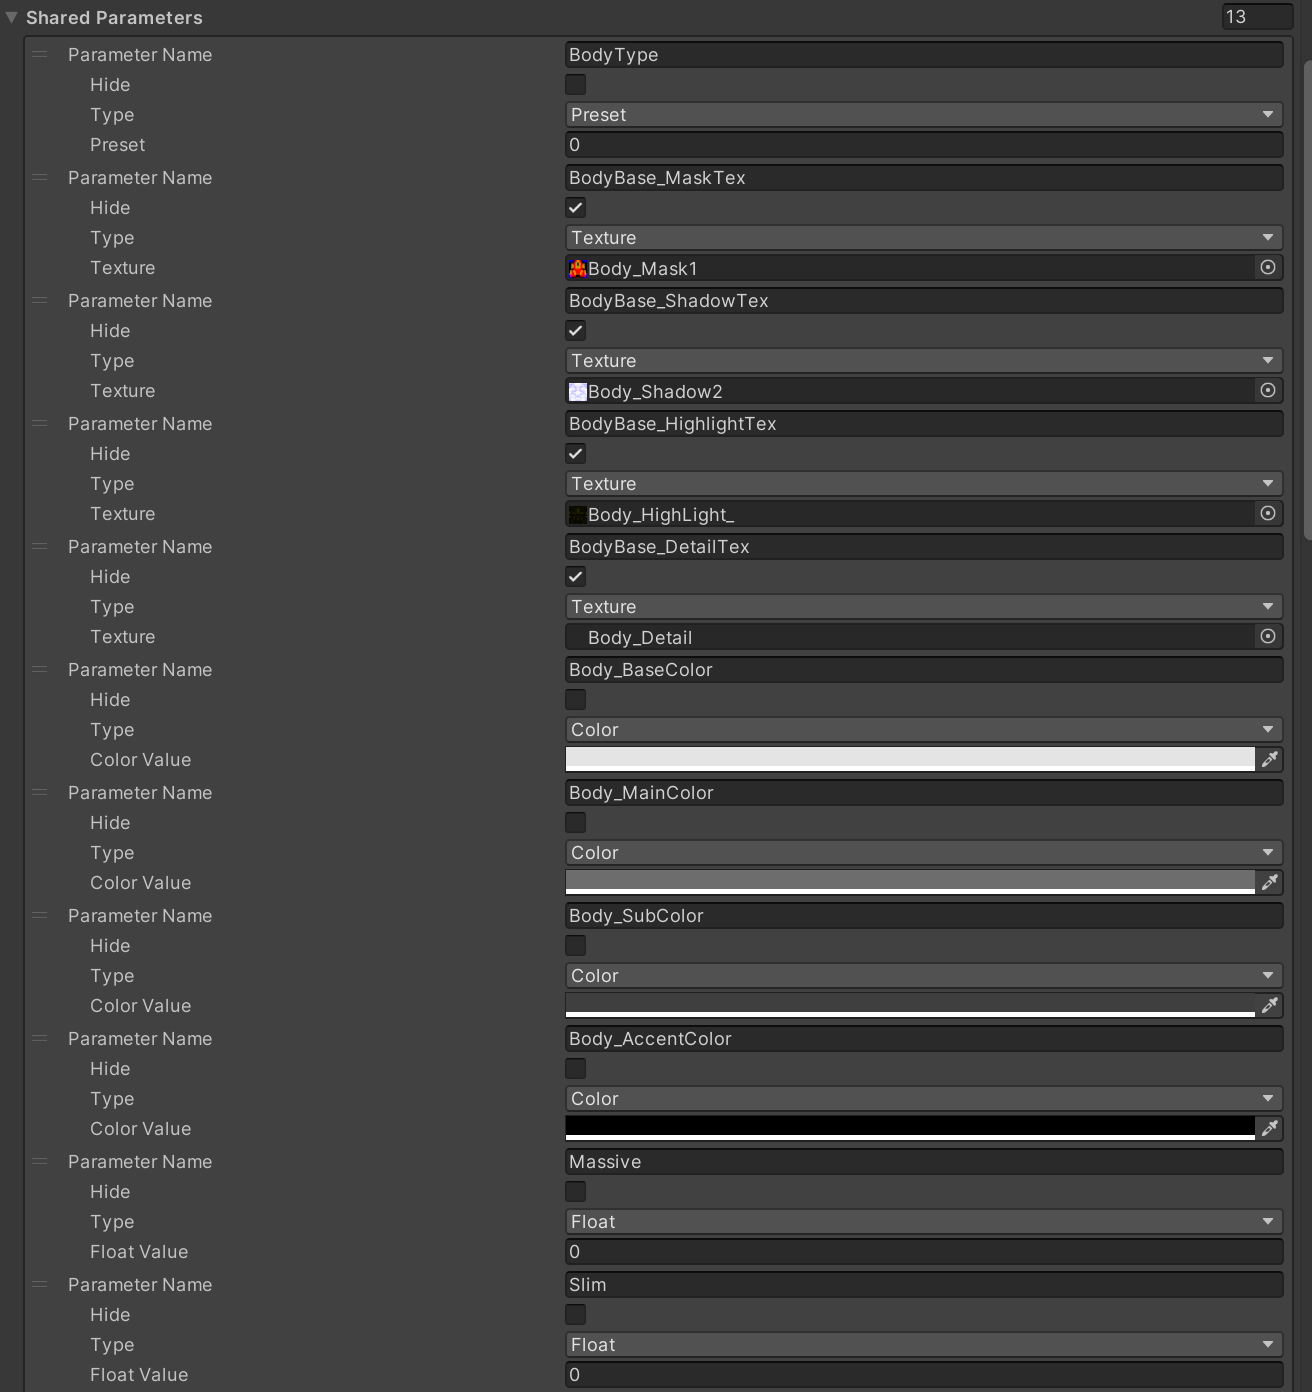 Shared Parameters 13
Parameter Name BodyType
Hide
Type Preset
Preset 0
Parameter Name BodyBase_MaskTex
Hide
Type Texture
Texture Body_Mask1
Parameter Name BodyBase_ShadowTex
Hide
Type Texture
Texture Body_Shadow2
Parameter Name BodyBase_HighlightTex
Hide
Type Texture
Texture Body_HighLight_
Parameter Name BodyBase_DetailTex
Hide
Type Texture
Texture Body_Detail
Parameter Name Body_BaseColor
Hide
Type Color
Color Value
Parameter Name Body_MainColor
Hide
Type Color
Color Value
Parameter Name Body_SubColor
Hide
Type Color
Color Value
Parameter Name Body_AccentColor
Hide
Type Color
Color Value
Parameter Name Massive
Hide
Type Float
Float Value 0
Parameter Name Slim
Hide
Type Float
Float Value 0